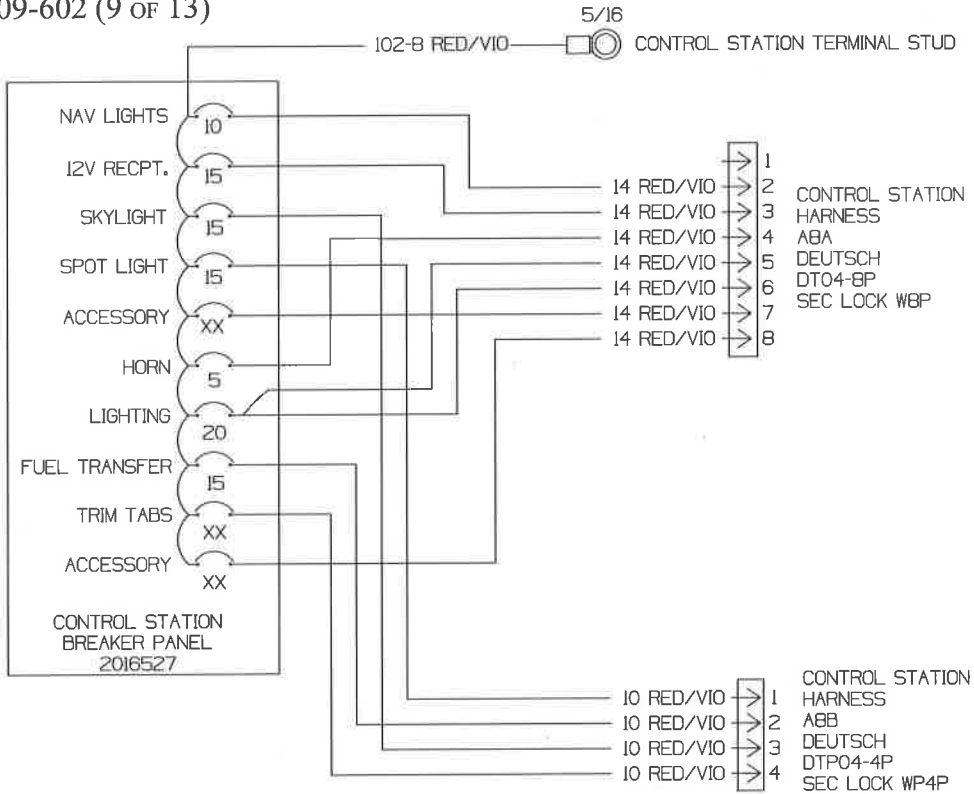 09-602 (9 OF 13)
5/16
102-8 RED/VIO
CONTROL STATION TERMINAL STUD
NAV LIGHTS
10
12V RECPT.
15
SKYLIGHT
15
SPOT LIGHT
15
ACCESSORY
XX
HORN
5
LIGHTING
20
FUEL TRANSFER
15
TRIM TABS
XX
ACCESSORY
XX
CONTROL STATION
BREAKER PANEL
2016527
1
14 RED/VIO 2
14 RED/VIO 3
14 RED/VIO 4
14 RED/VIO 5
14 RED/VIO 6
14 RED/VIO 7
14 RED/VIO 8
CONTROL STATION
HARNESS
A8A
DEUTSCH
DT04-8P
SEC LOCK W8P
10 RED/VIO 1
10 RED/VIO 2
10 RED/VIO 3
10 RED/VIO 4
CONTROL STATION
HARNESS
A8B
DEUTSCH
DTP04-4P
SEC LOCK WP4P